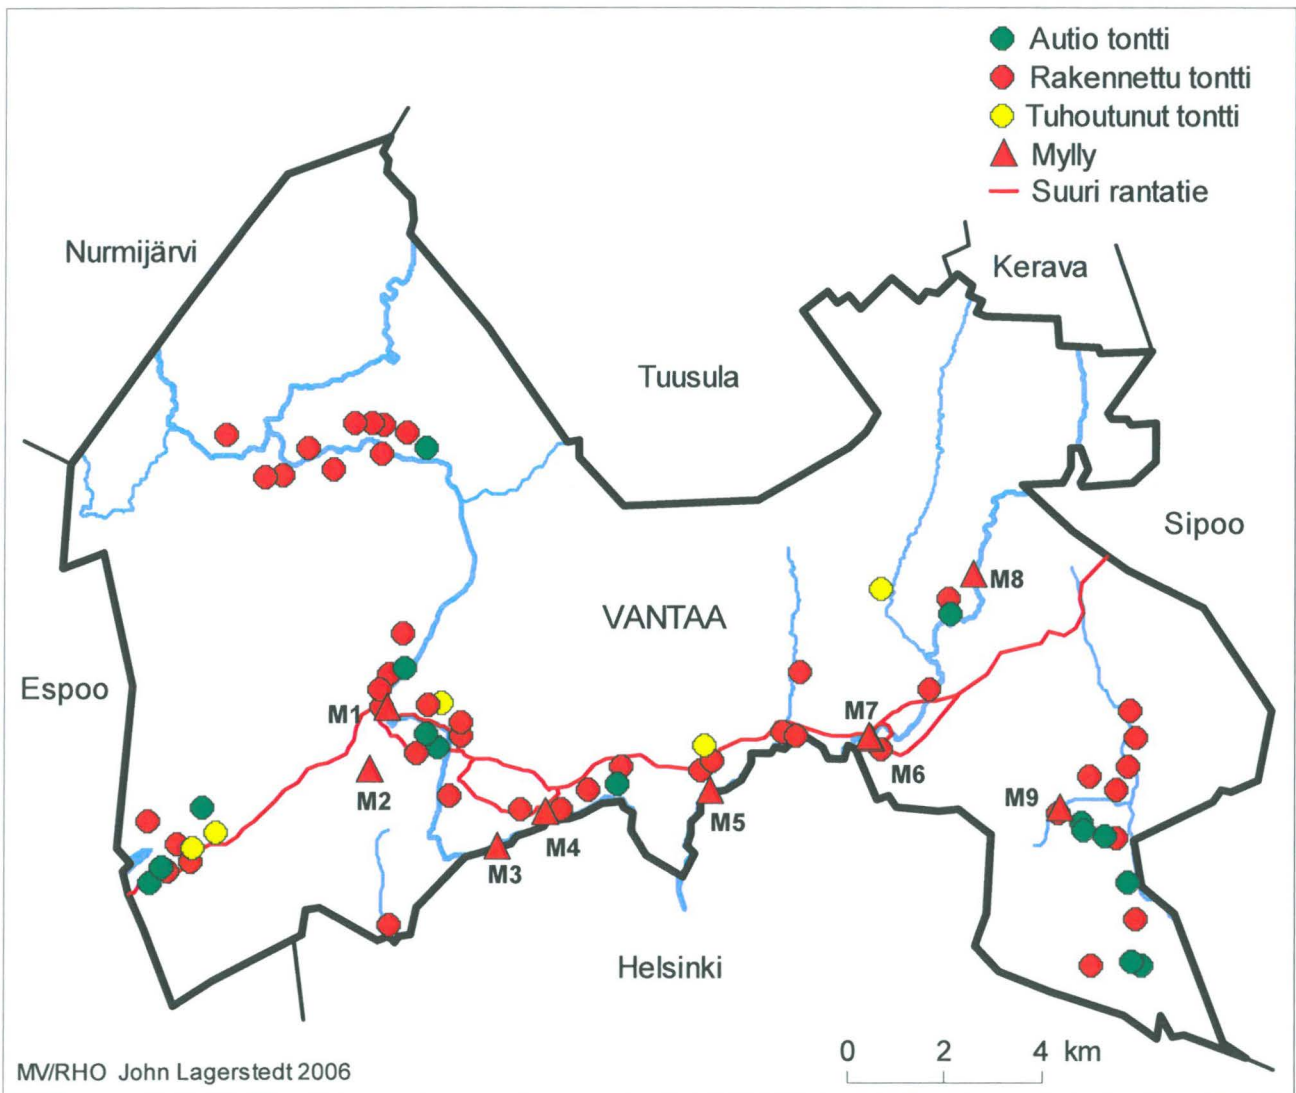 Autio tontti
Rakennettu tontti
Tuhoutunut tontti
Mylly
Suuri rantatie
Nurmijärvi
Kerava
Tuusula
Sipoo
M8
VANTAA
Espoo
M1
M7
M6
M2
M9
M5
M4
M3
Helsinki
0 2 4 km
MV/RHO John Lagerstedt 2006